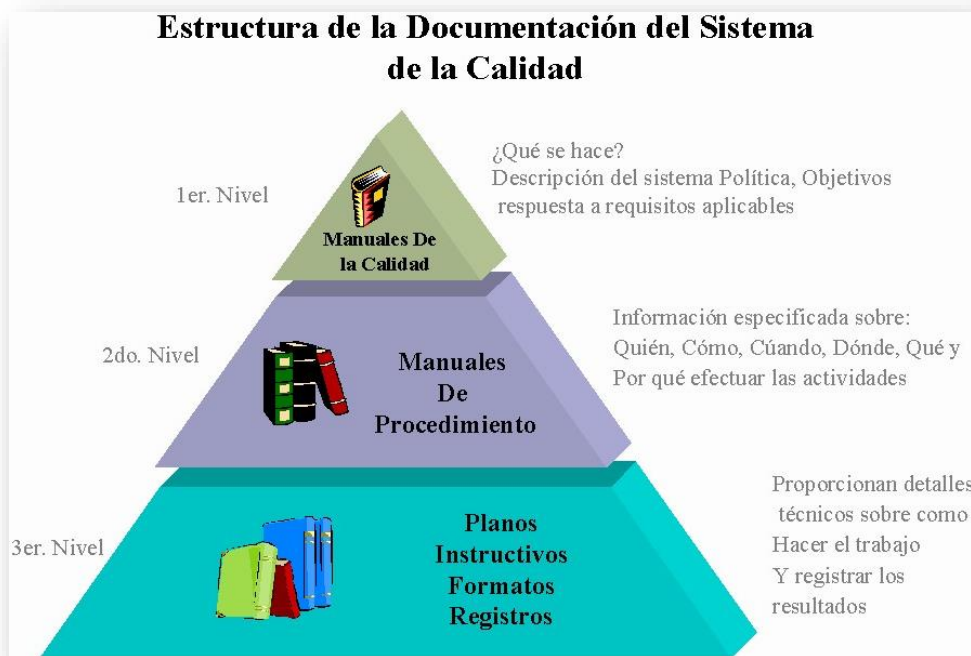 Estructura de la Documentación del Sistema
de la Calidad
1er. Nivel
Manuales De
la Calidad
¿Qué se hace?
Descripción del sistema Política, Objetivos
respuesta a requisitos aplicables
2do. Nivel
Manuales
De
Procedimiento
Información especificada sobre:
Quién, Cómo, Cúando, Dónde, Qué y
Por qué efectuar las actividades
3er. Nivel
Planos
Instructivos
Formatos
Registros
Proporcionan detalles
técnicos sobre como
Hacer el trabajo
Y registrar los
resultados